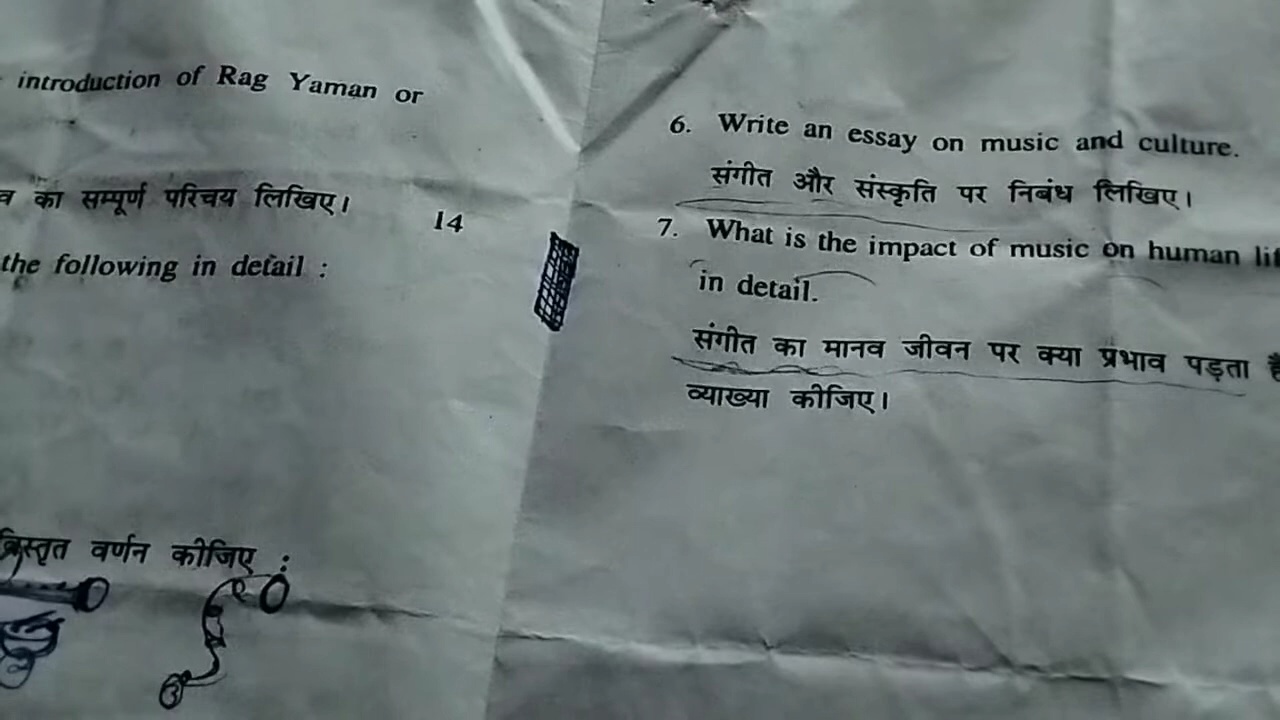 introduction of Rag Yaman or
का सम्पूर्ण परिचय लिखिए।
14
the following in detail :
विस्तृत वर्णन कीजिए :
6. Write an essay on music and culture.
संगीत और संस्कृति पर निबंध लिखिए।
7. What is the impact of music on human
in detail.
संगीत का मानव जीवन पर क्या प्रभाव पड़ता
व्याख्या कीजिए।